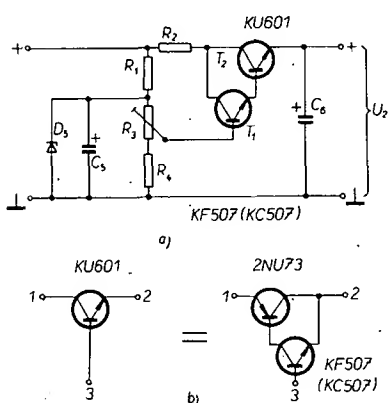 KU601
+ R₂ T₂ +
R₁
D₅ C₅ + R₃ T₁ + C₆ U₂
R₄
KF507 (KC507)
a)
KU601 2NU73
1 2 = 1 2
KF507
(KC507)
3 b) 3